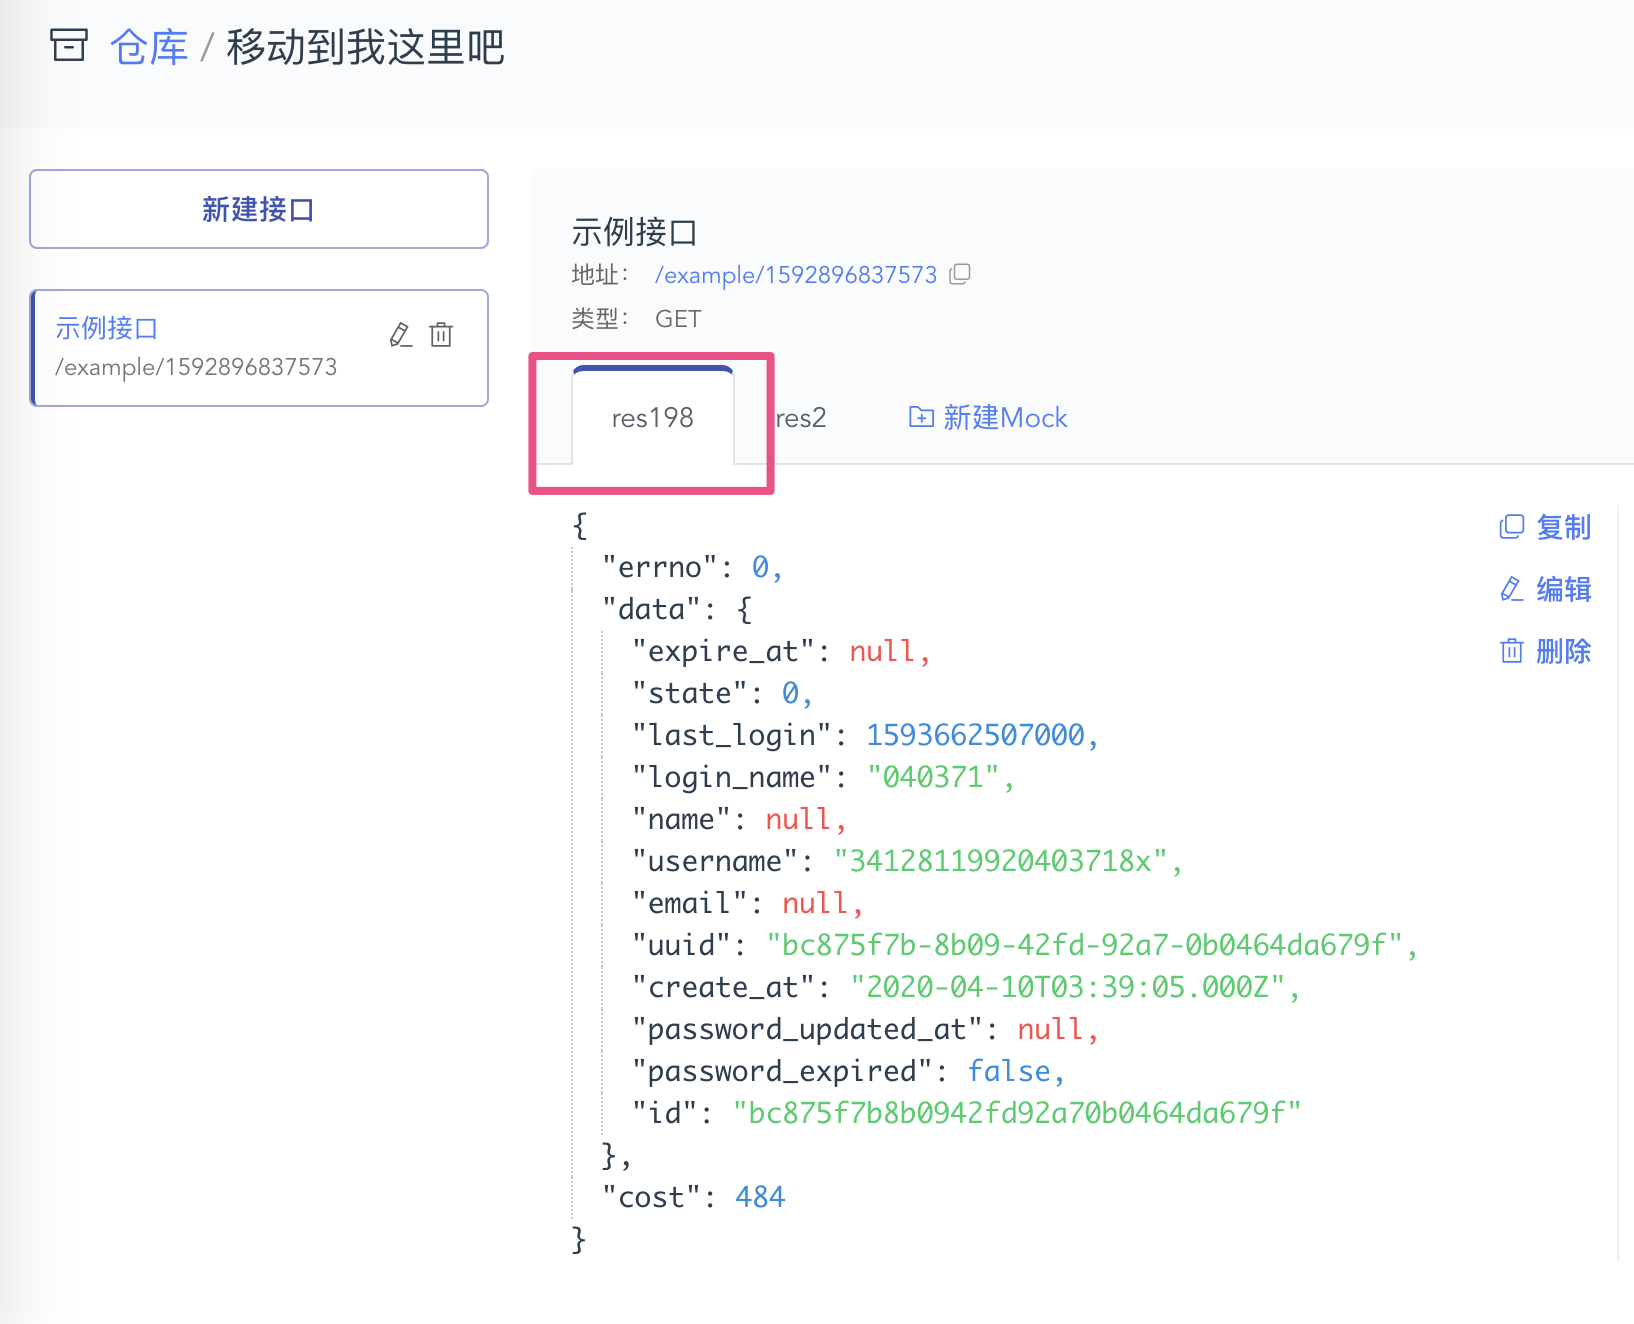 仓库 / 移动到我这里吧
新建接口
示例接口
/example/1592896837573
示例接口
地址： /example/1592896837573
类型： GET
res198 res2 新建Mock
{
"errno": 0,
"data": {
"expire_at": null,
"state": 0,
"last_login": 1593662507000,
"login_name": "040371",
"name": null,
"username": "34128119920403718x",
"email": null,
"uuid": "bc875f7b-8b09-42fd-92a7-0b0464da679f",
"create_at": "2020-04-10T03:39:05.000Z",
"password_updated_at": null,
"password_expired": false,
"id": "bc875f7b8b0942fd92a70b0464da679f"
},
"cost": 484
}
复制
编辑
删除